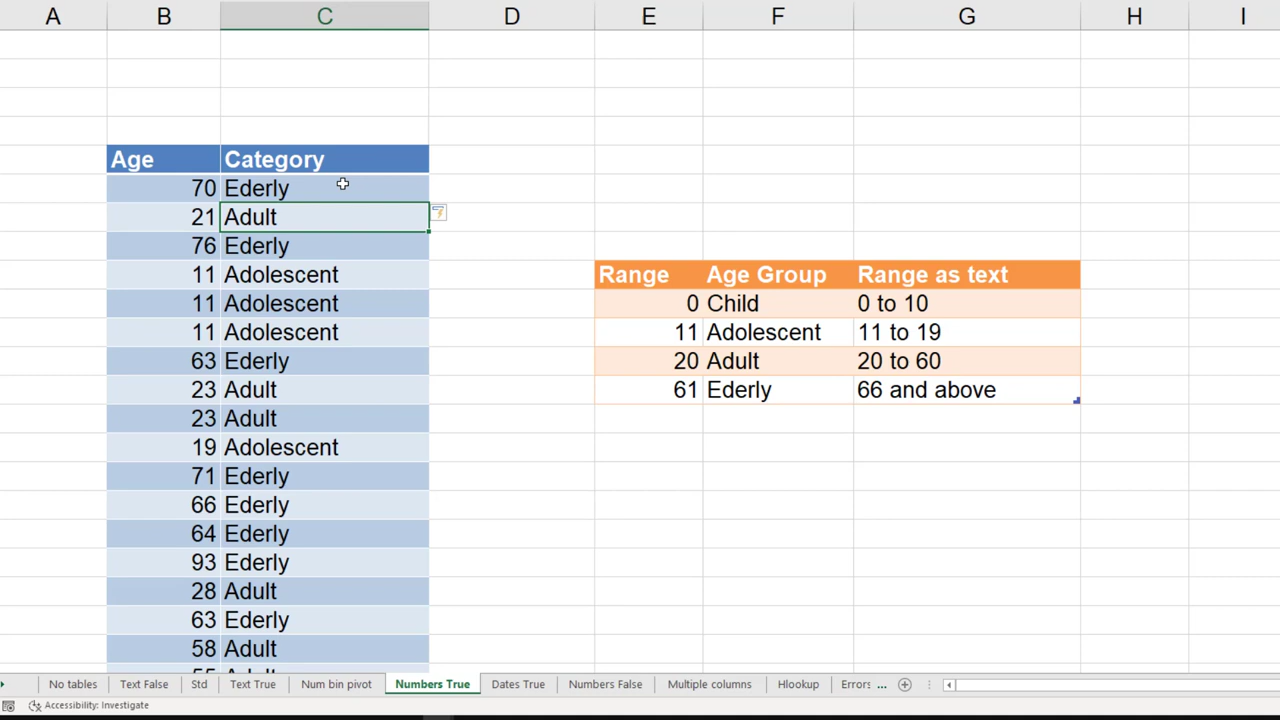 A B C D E F G H I
Age Category
70 Ederly
21 Adult
76 Ederly
Range Age Group Range as text
11 Adolescent
0 Child 0 to 10
11 Adolescent
11 Adolescent 11 to 19
11 Adolescent
20 Adult 20 to 60
63 Ederly
61 Ederly 66 and above
23 Adult
23 Adult
19 Adolescent
71 Ederly
66 Ederly
64 Ederly
93 Ederly
28 Adult
63 Ederly
58 Adult
No tables Text False Std Text True Num bin pivot Numbers True Dates True Numbers False Multiple columns Hlookup Errors ...
Accessibility: Investigate